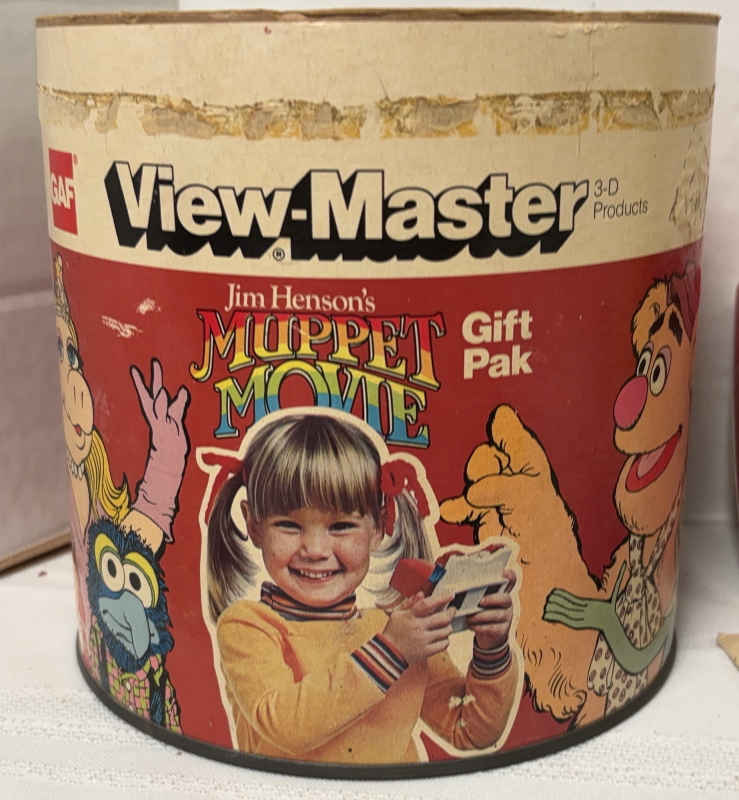 GAF®
View-Master®
3-D
Products
Jim Henson's
MUPPET
MOVIE
Gift
Pak